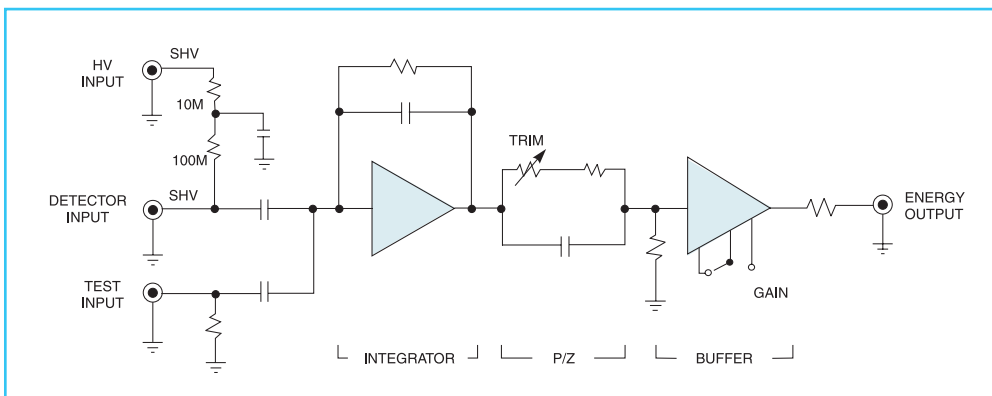 HV
INPUT
SHV
10M
100M
SHV
DETECTOR
INPUT
TEST
INPUT
TRIM
ENERGY
OUTPUT
GAIN
INTEGRATOR
P/Z
BUFFER